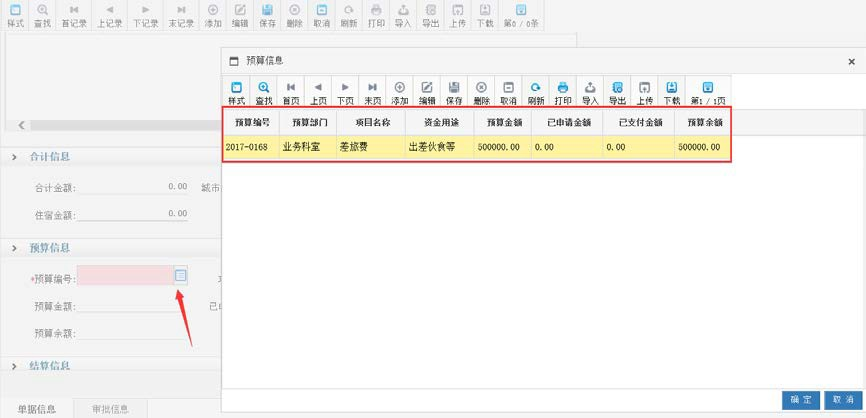 样式 查找 首记录 上记录 下记录 末记录 添加 编辑 保存 删除 取消 刷新 打印 导入 导出 上传 下载 第0 / 0条
预算信息
样式 查找 首页 上页 下页 末页 添加 编辑 保存 删除 取消 刷新 打印 导入 导出 上传 下载 第1 / 1页
预算编号 预算部门 项目名称 资金用途 预算金额 已申请金额 已支付金额 预算余额
2017-0168 业务科室 差旅费 出差伙食等 500000.00 0.00 0.00 500000.00
合计信息
合计金额: 0.00 城市
住宿金额: 0.00
预算信息
*预算编号:
预算金额:
预算余额:
结算信息
确 定 取 消
单据信息 审批信息